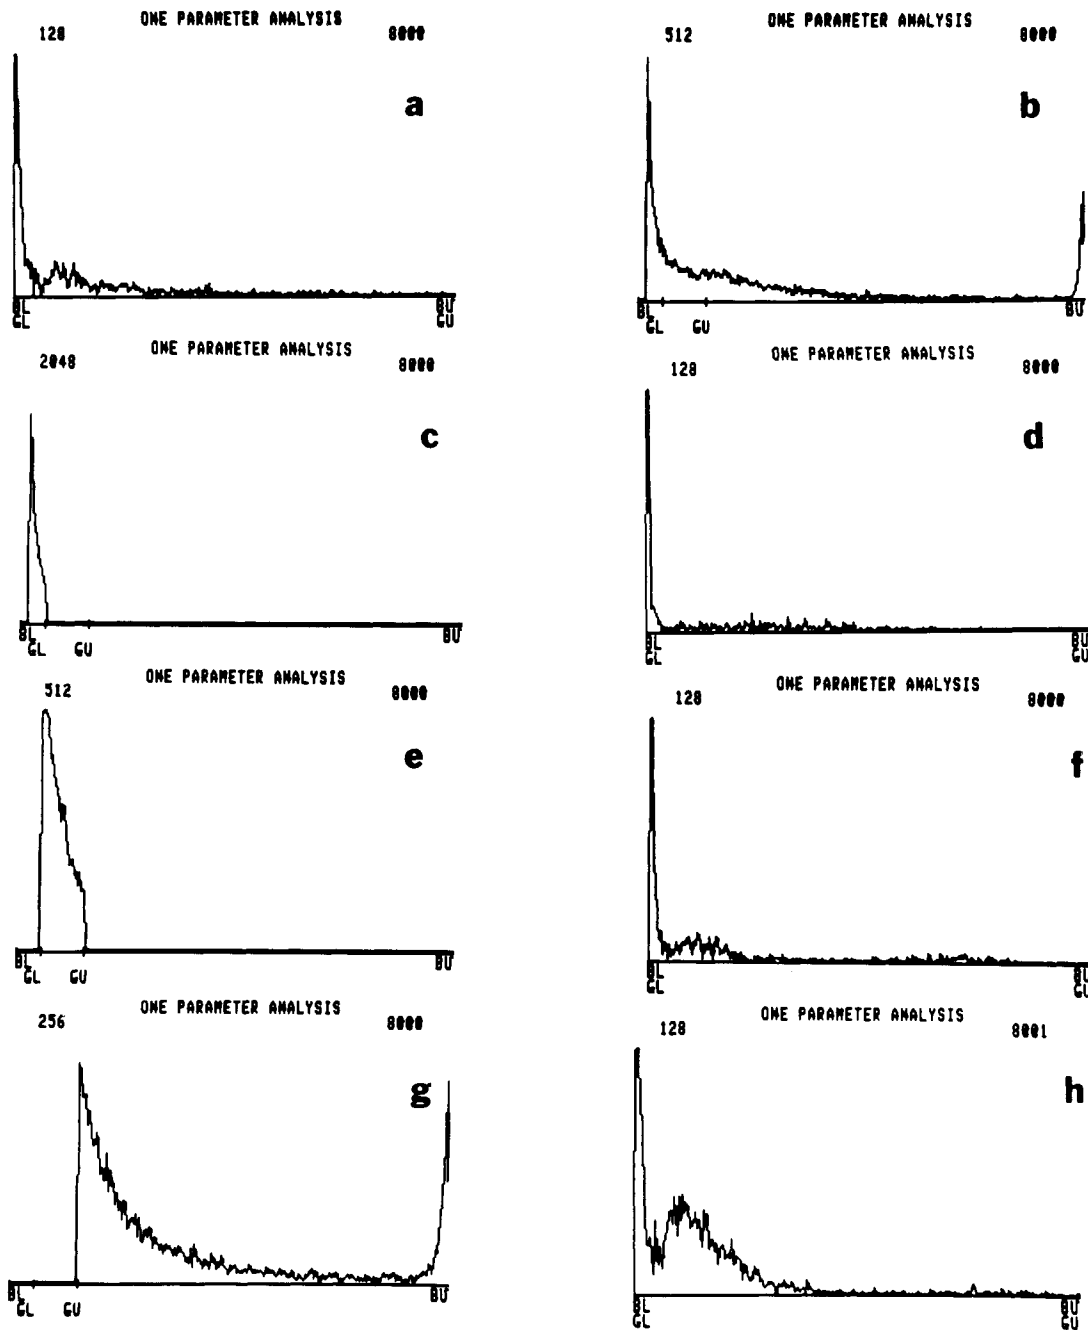 ONE PARAMETER ANALYSIS
128 8000
a
BL BU
GL GU
ONE PARAMETER ANALYSIS
512 8000
b
BL BU
GL GU
ONE PARAMETER ANALYSIS
2048 8000
c
BL BU
GL GU
ONE PARAMETER ANALYSIS
128 8000
d
BL BU
GL GU
ONE PARAMETER ANALYSIS
512 8000
e
BL BU
GL GU
ONE PARAMETER ANALYSIS
128 8000
f
BL BU
GL GU
ONE PARAMETER ANALYSIS
256 8000
g
BL BU
GL GU
ONE PARAMETER ANALYSIS
128 8001
h
BL BU
GL GU